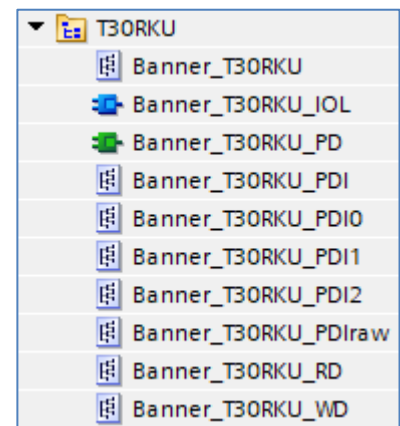 T30RKU
Banner_T30RKU
Banner_T30RKU_IOL
Banner_T30RKU_PD
Banner_T30RKU_PDI
Banner_T30RKU_PDI0
Banner_T30RKU_PDI1
Banner_T30RKU_PDI2
Banner_T30RKU_PDIraw
Banner_T30RKU_RD
Banner_T30RKU_WD